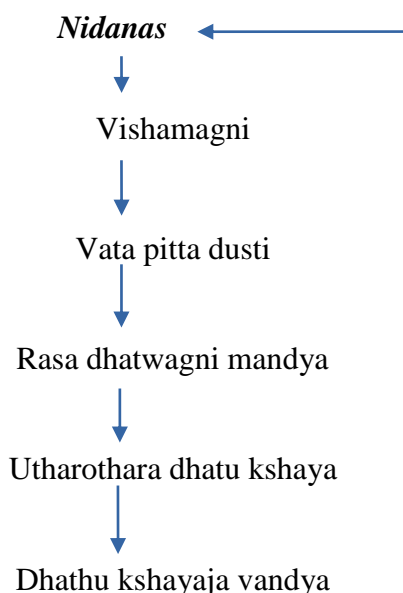 Nidanas
Vishamagni
Vata pitta dusti
Rasa dhatwagni mandya
Utharothara dhatu kshaya
Dhathu kshayaja vandya